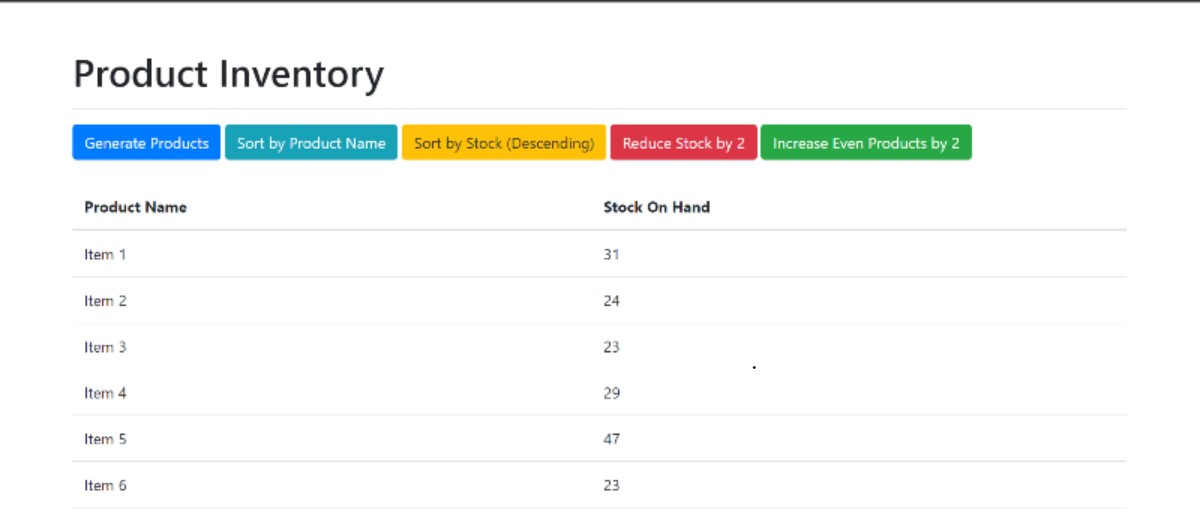 Product Inventory
Generate Products Sort by Product Name Sort by Stock (Descending) Reduce Stock by 2 Increase Even Products by 2
Product Name Stock On Hand
Item 1 31
Item 2 24
Item 3 23
Item 4 29
Item 5 47
Item 6 23